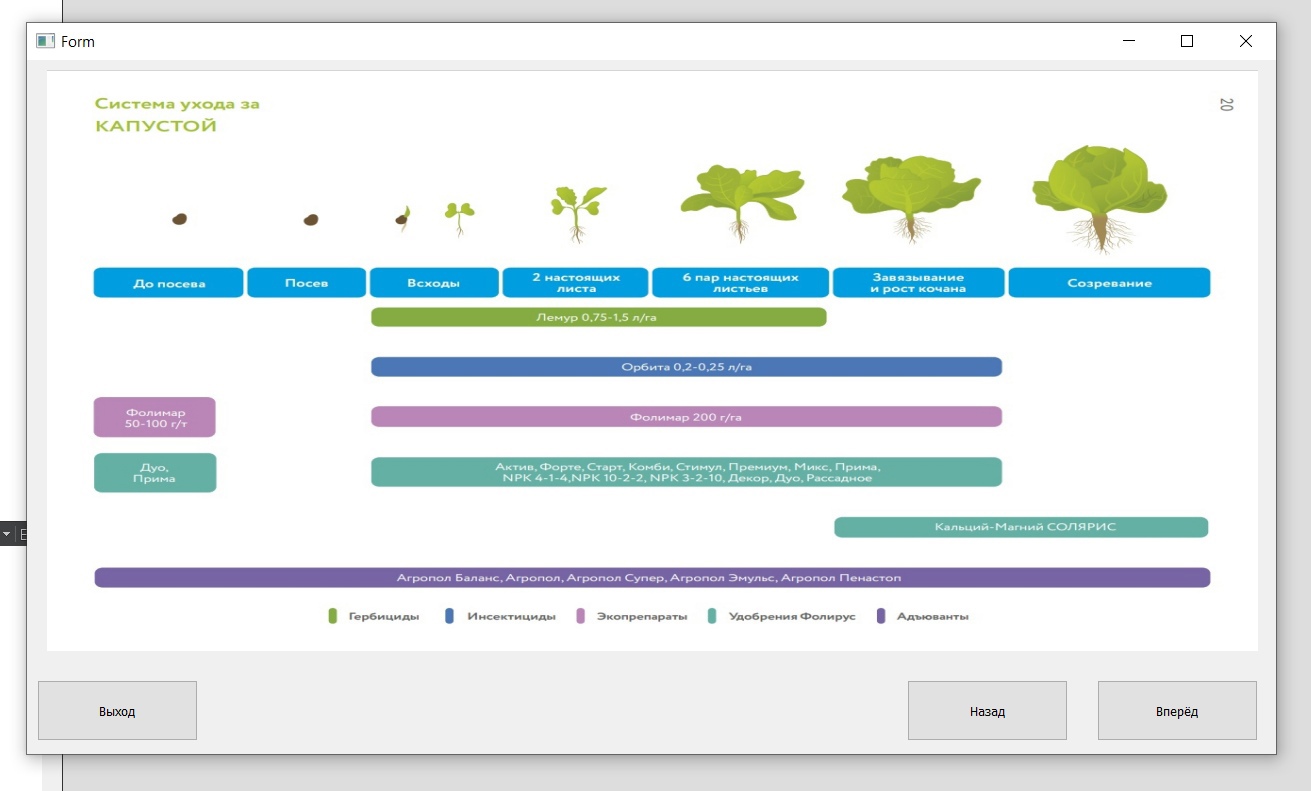 Form
Система ухода за
КАПУСТОЙ
20
До посева
Посев
Всходы
2 настоящих
листа
6 пар настоящих
листьев
Завязывание
и рост кочана
Созревание
Лемур 0,75-1,5 л/га
Орбита 0,2-0,25 л/га
Фолимар
50-100 г/т
Фолимар 200 г/га
Дуо,
Прима
Актив, Форте, Старт, Комби, Стимул, Премиум, Микс, Прима,
NPK 4-1-4,NPK 10-2-2, NPK 3-2-10, Декор, Дуо, Рассадное
Кальций-Магний СОЛЯРИС
Агропол Баланс, Агропол, Агропол Супер, Агропол Эмульс, Агропол Пенастоп
Гербициды
Инсектициды
Экопрепараты
Удобрения Фолирус
Адъюванты
Выход
Назад
Вперёд